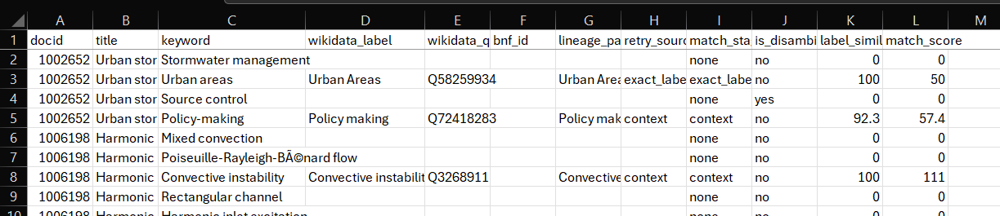 A B C D E F G H I J K L M
1 docid title keyword wikidata_label wikidata_q bnf_id lineage_pa retry_sourc match_sta is_disambi label_simil match_score
2 1002652 Urban stor Stormwater management none no 0 0
3 1002652 Urban stor Urban areas Urban Areas Q58259934 Urban Area exact_labe exact_labe no 100 50
4 1002652 Urban stor Source control none yes 0 0
5 1002652 Urban stor Policy-making Policy making Q72418283 Policy mak context context no 92.3 57.4
6 1006198 Harmonic Mixed convection none no 0 0
7 1006198 Harmonic Poiseuille-Rayleigh-BÃ©nard flow none no 0 0
8 1006198 Harmonic Convective instability Convective instabilit Q3268911 Convective context context no 100 111
9 1006198 Harmonic Rectangular channel none no 0 0
10 1006198 Harmonic Harmonic inlet excitation none no 0 0